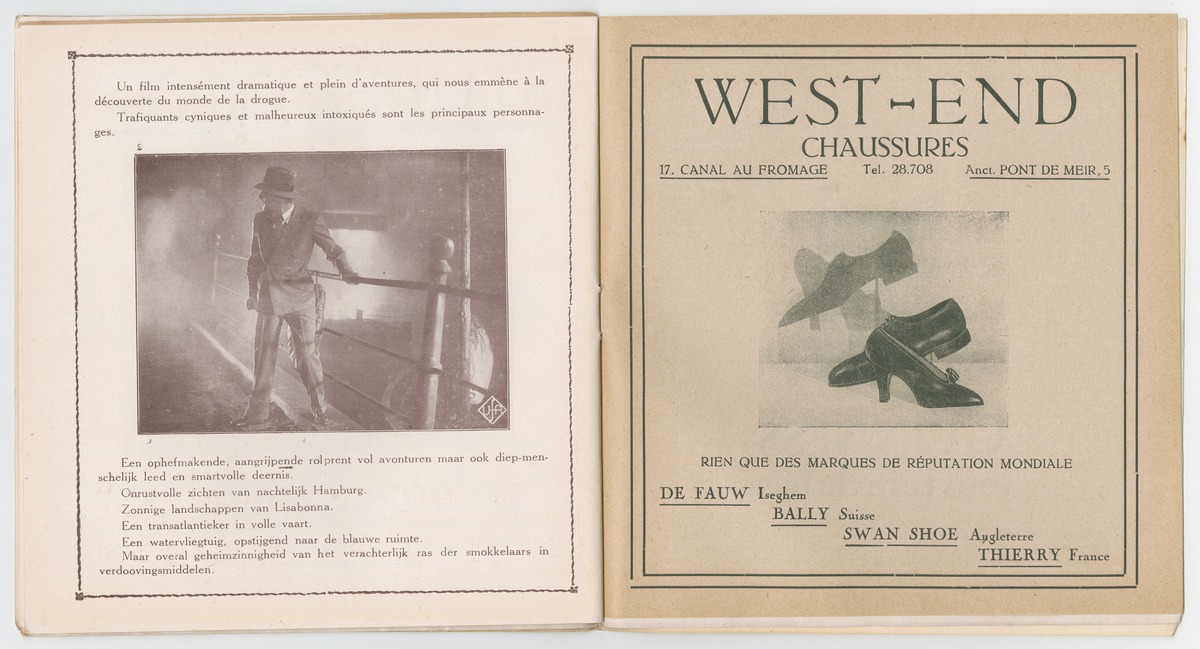 Un film intensément dramatique et plein d'aventures, qui nous emmène à la
découverte du monde de la drogue.
Trafiquants cyniques et malheureux intoxiqués sont les principaux personna-
ges.
UFA
Een ophefmakende, aangrijpende rolprent vol avonturen maar ook diep-men-
schelijk leed en smartvolle deernis.
Onrustvolle zichten van nachtelijk Hamburg.
Zonnige landschappen van Lisabonna.
Een transatlantieker in volle vaart.
Een watervliegtuig, opstijgend naar de blauwe ruimte.
Maar overal geheimzinnigheid van het verachterlijk ras der smokkelaars in
verdoovingsmiddelen.
WEST-END
CHAUSSURES
17. CANAL AU FROMAGE Tel. 28.708 Anct. PONT DE MEIR, 5
RIEN QUE DES MARQUES DE RÉPUTATION MONDIALE
DE FAUW Iseghem
BALLY Suisse
SWAN SHOE Angleterre
THIERRY France